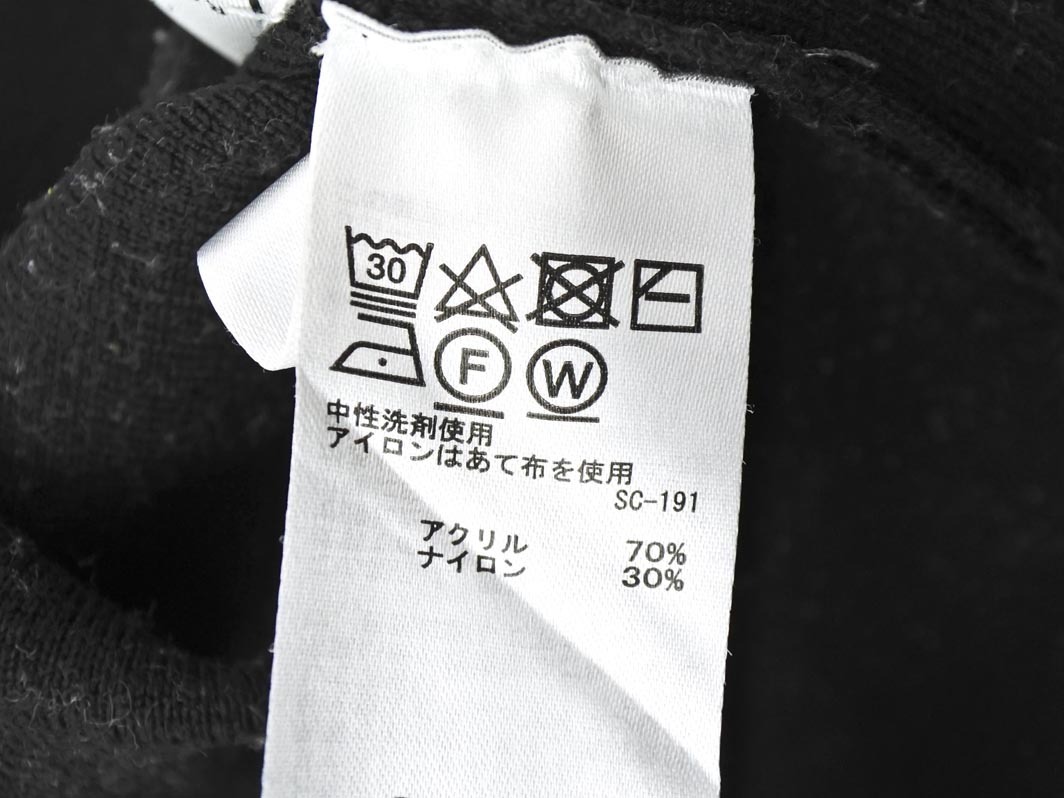 30
F W
中性洗剤使用
アイロンはあて布を使用
SC-191
アクリル 70%
ナイロン 30%